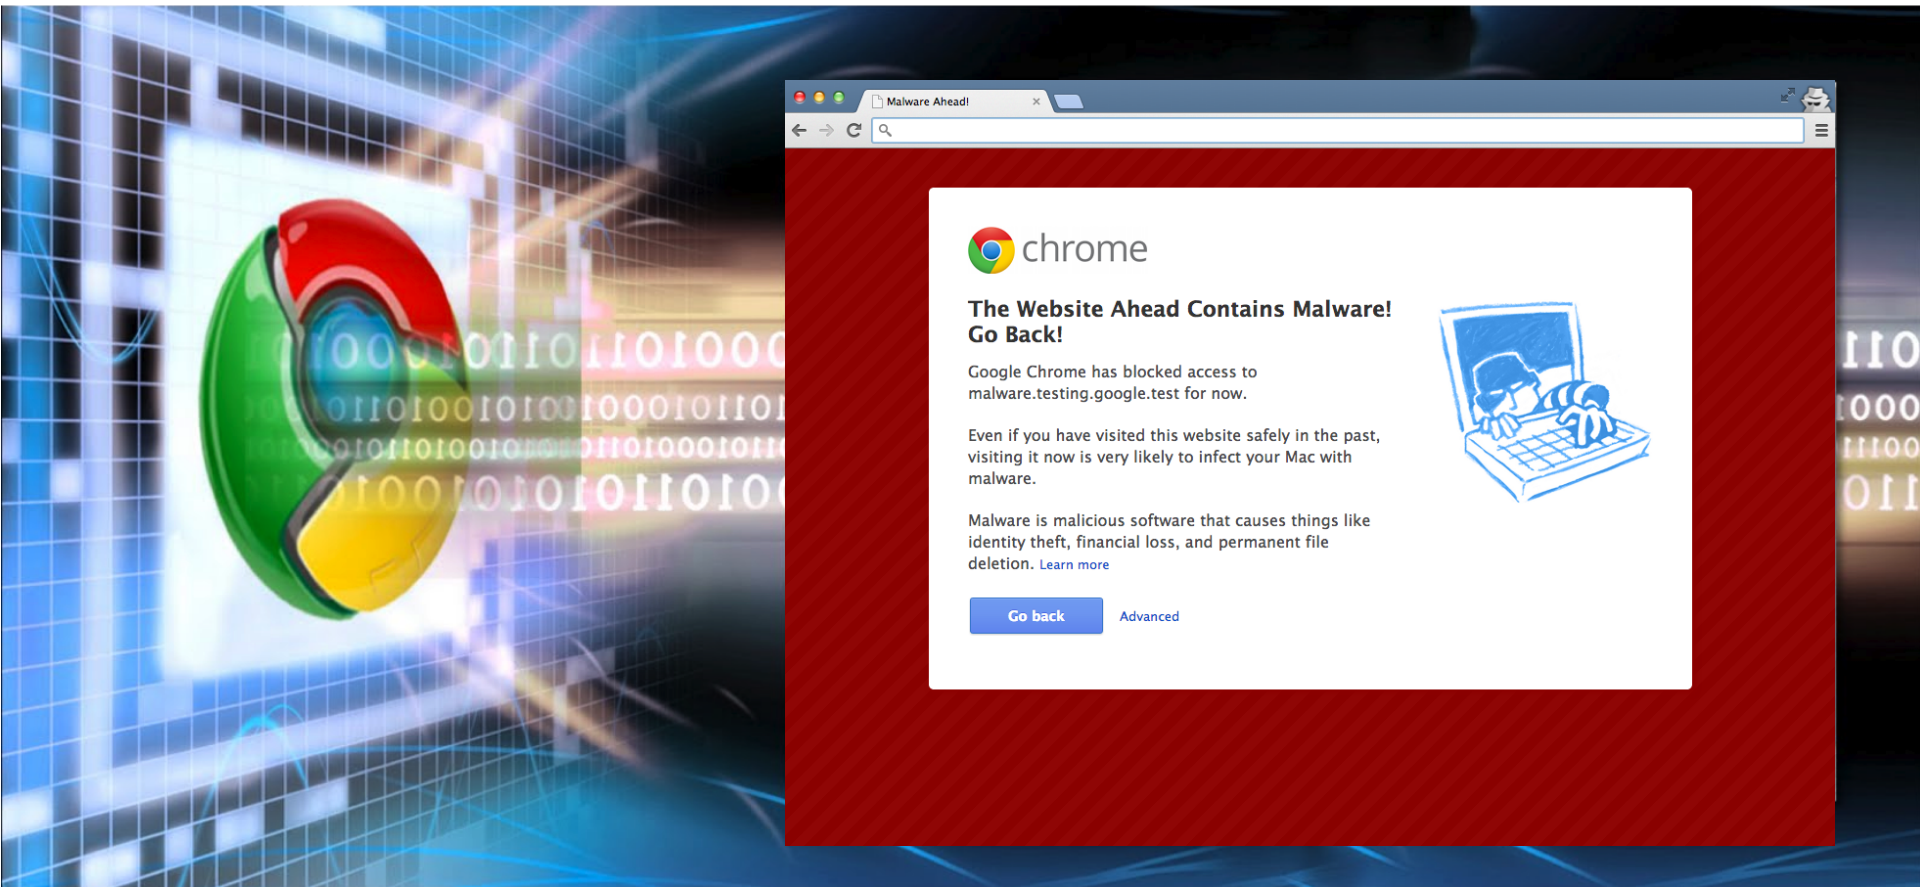 Malware Ahead!
chrome
The Website Ahead Contains Malware!
Go Back!
Google Chrome has blocked access to
malware.testing.google.test for now.
Even if you have visited this website safely in the past,
visiting it now is very likely to infect your Mac with
malware.
Malware is malicious software that causes things like
identity theft, financial loss, and permanent file
deletion. Learn more
Go back
Advanced